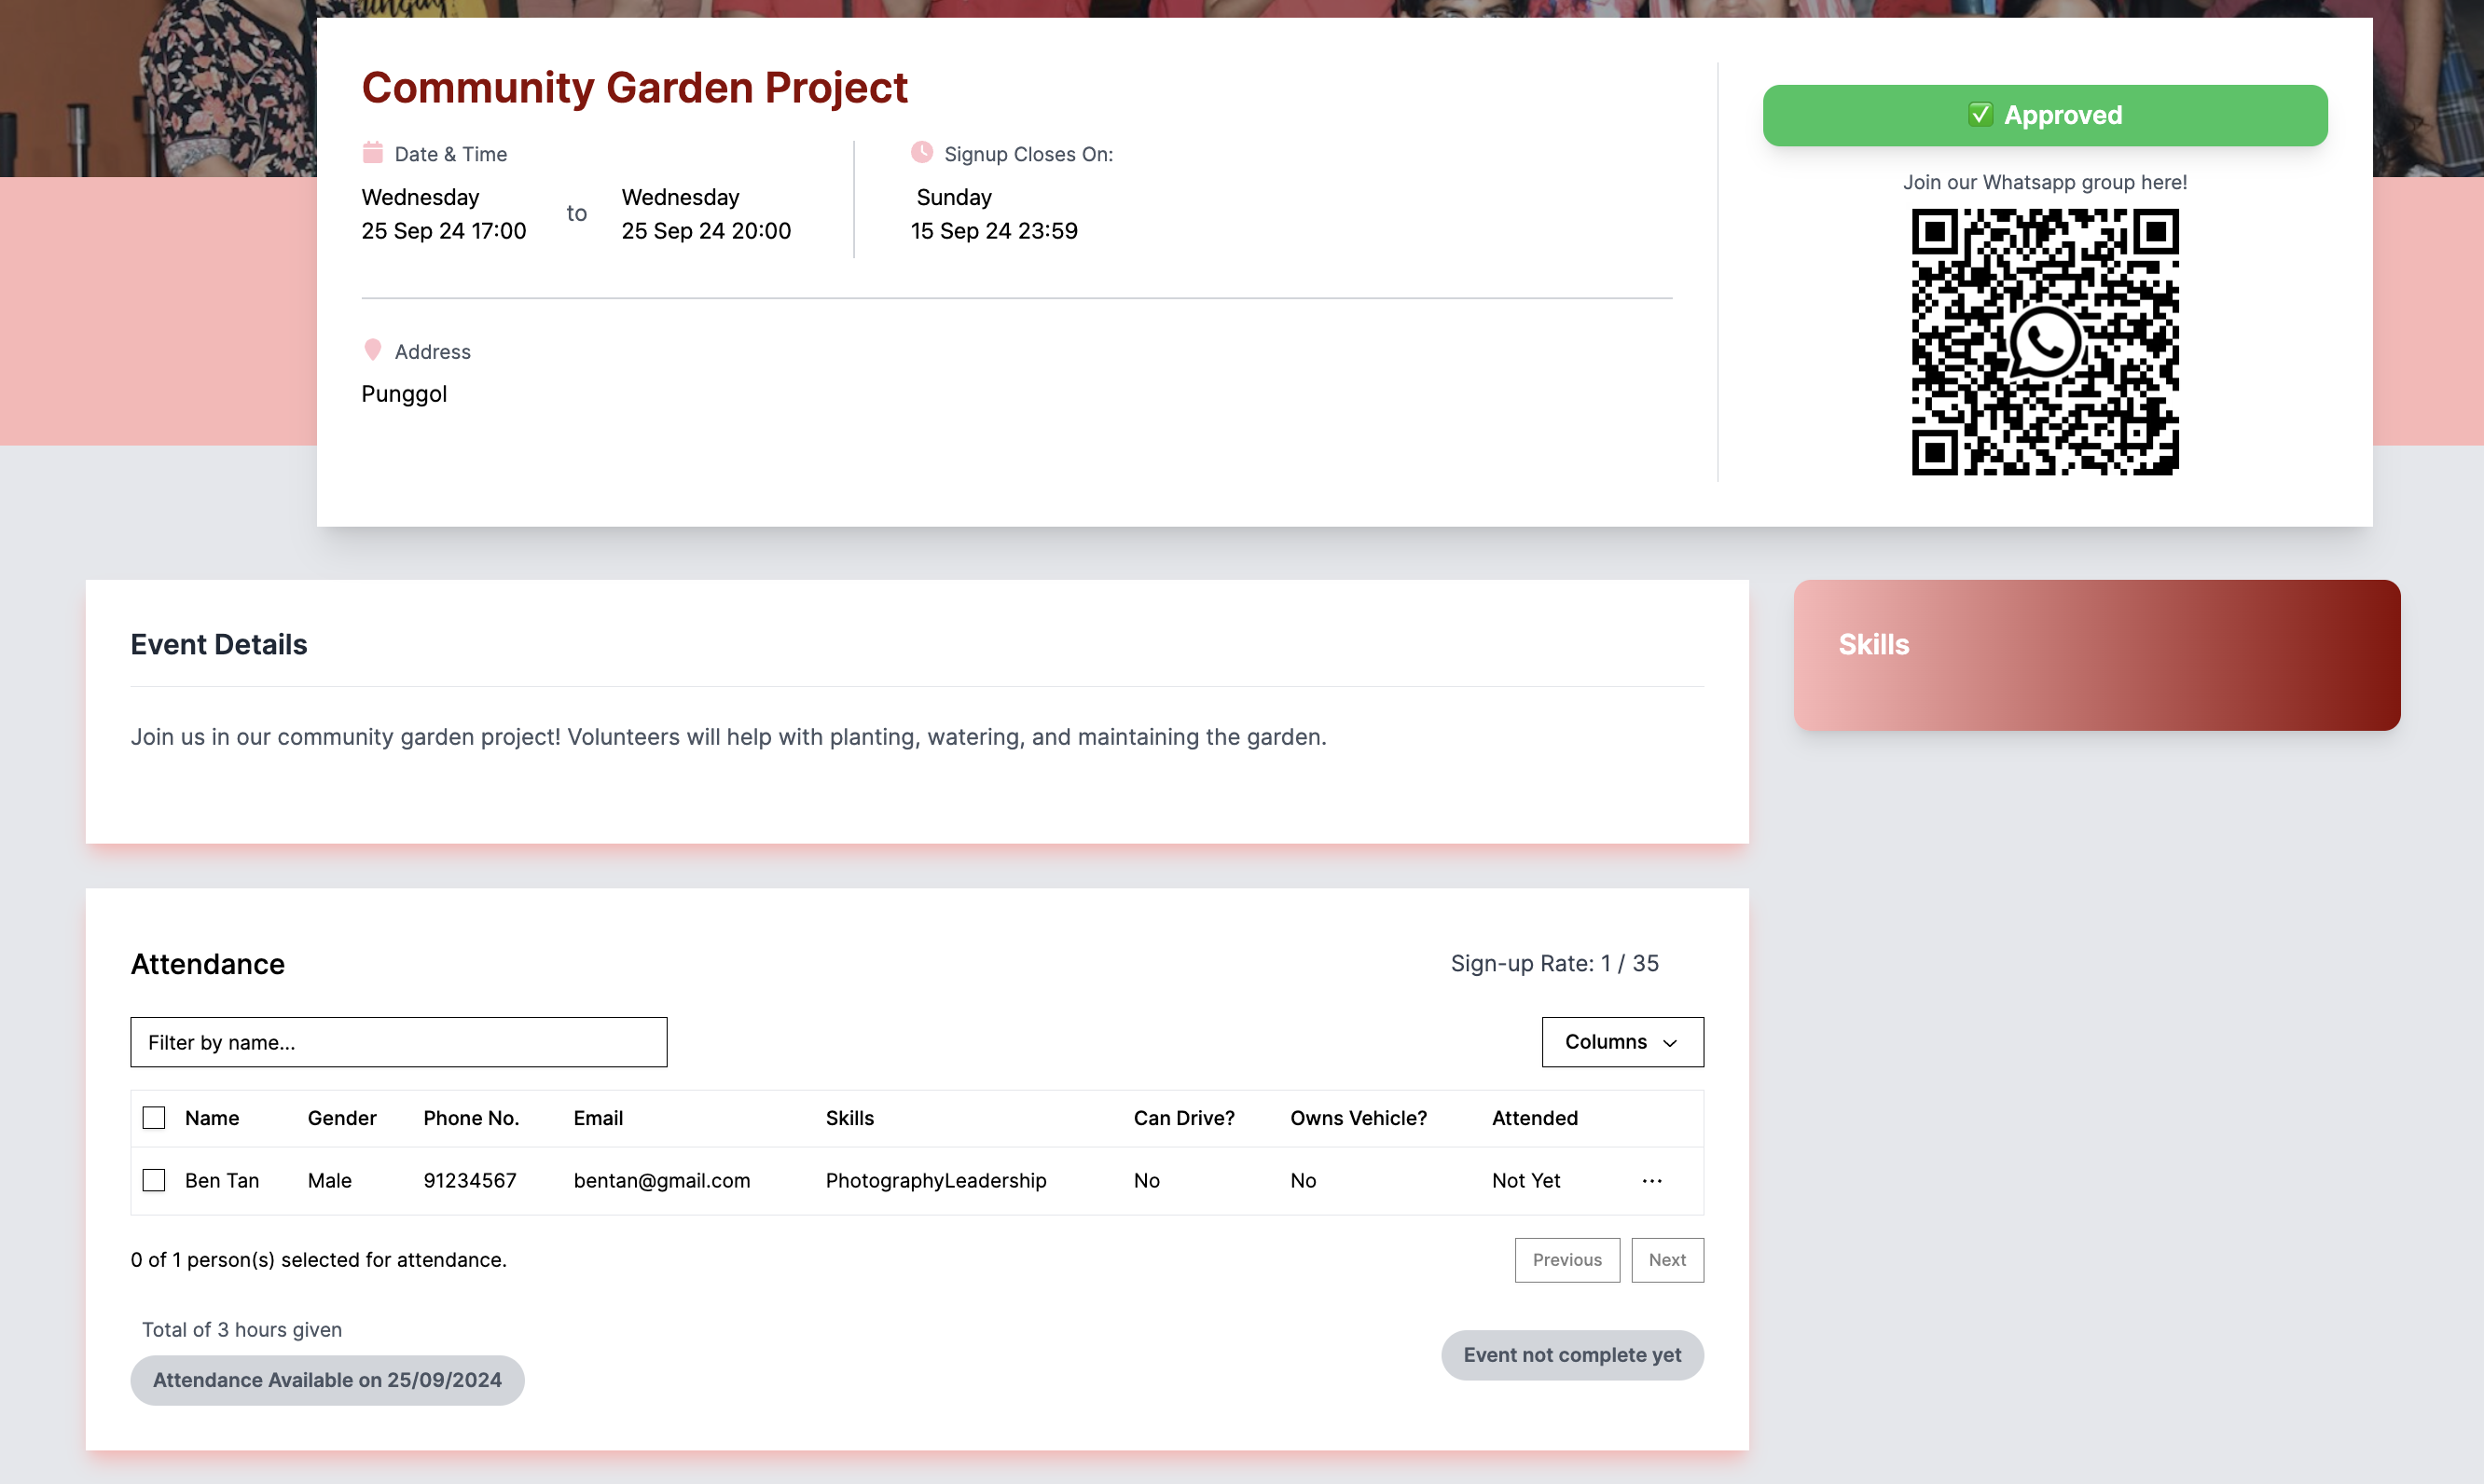 Community Garden Project
Date & Time
Wednesday
25 Sep 24 17:00
to
Wednesday
25 Sep 24 20:00
Signup Closes On:
Sunday
15 Sep 24 23:59
Address
Punggol
✅ Approved
Join our Whatsapp group here!
Event Details
Join us in our community garden project! Volunteers will help with planting, watering, and maintaining the garden.
Skills
Attendance
Sign-up Rate: 1 / 35
Filter by name...
Columns
Name Gender Phone No. Email Skills Can Drive? Owns Vehicle? Attended
Ben Tan Male 91234567 bentan@gmail.com PhotographyLeadership No No Not Yet ...
0 of 1 person(s) selected for attendance.
Previous Next
Total of 3 hours given
Attendance Available on 25/09/2024
Event not complete yet